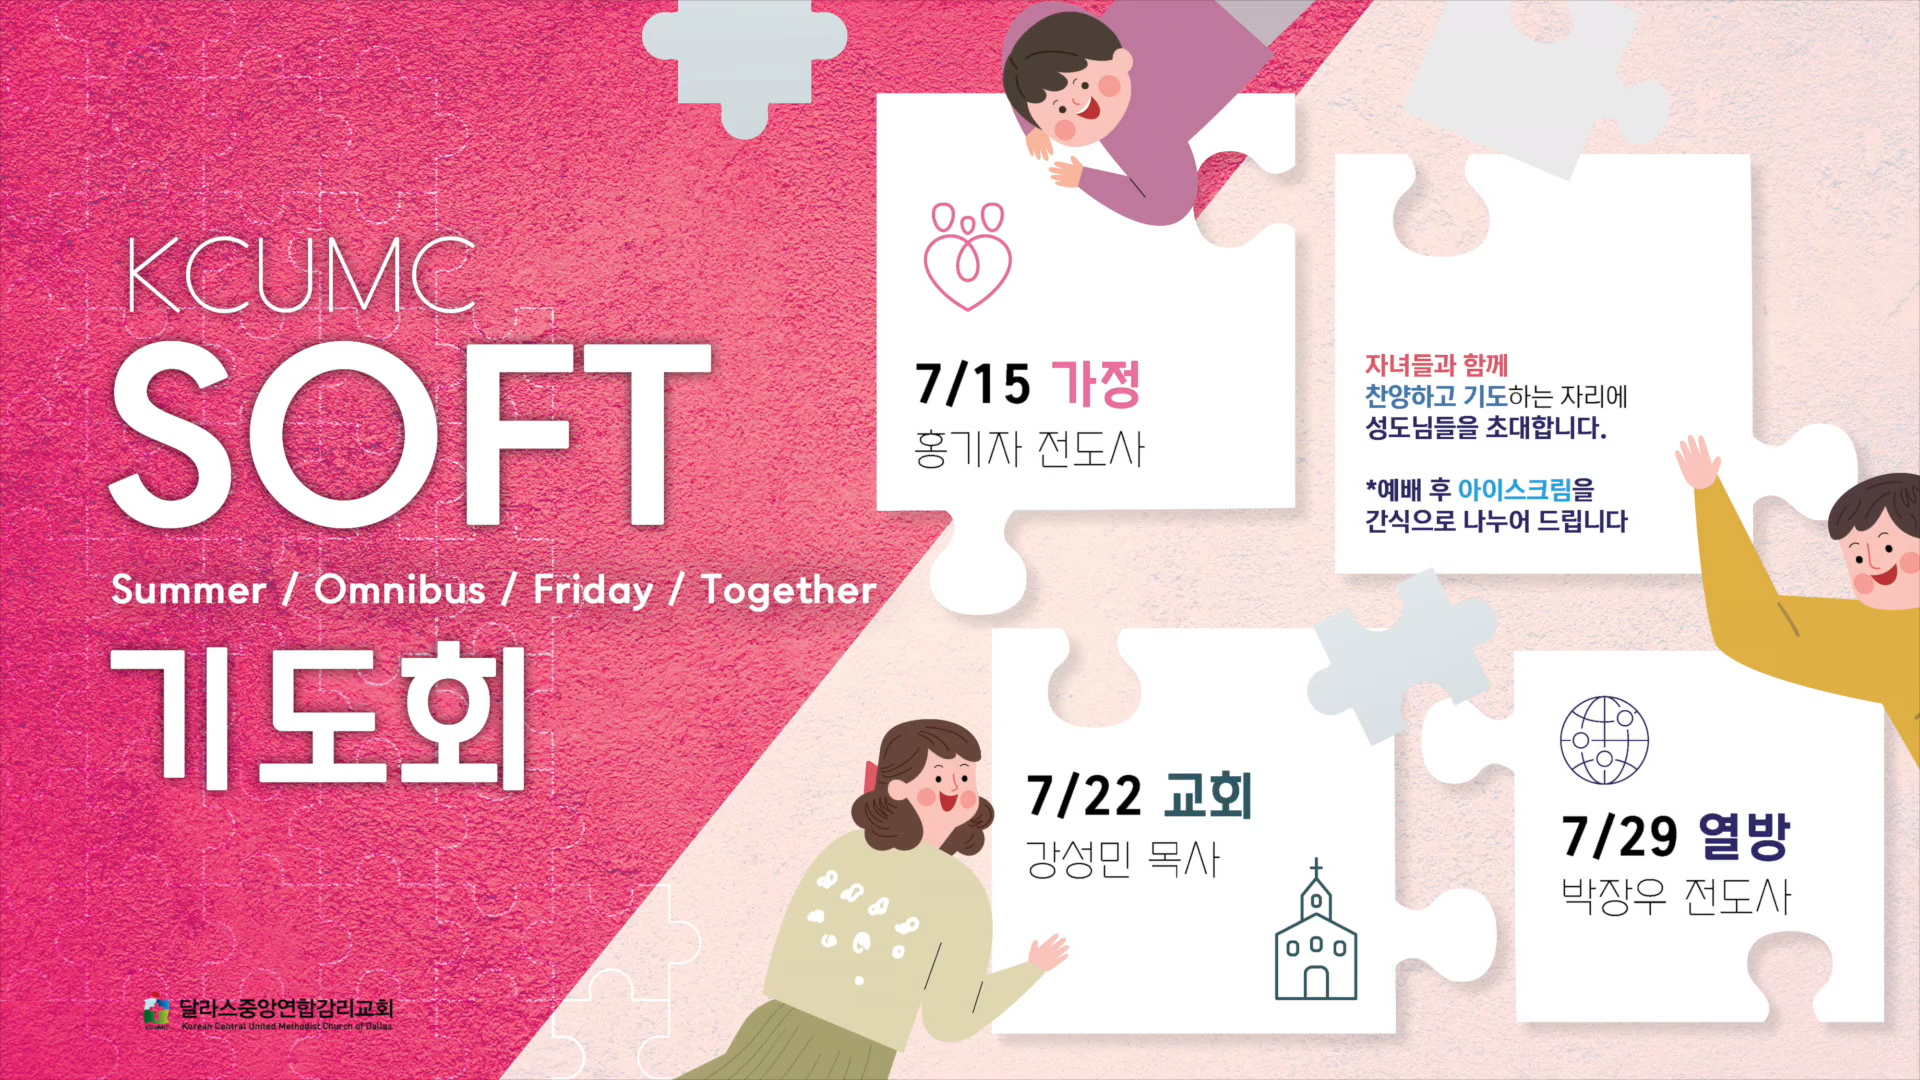 KCUMC
SOFT
Summer / Omnibus / Friday / Together
기도회
7/15 가정
홍기자 전도사
자녀들과 함께
찬양하고 기도하는 자리에
성도님들을 초대합니다.
*예배 후 아이스크림을
간식으로 나누어 드립니다
7/22 교회
강성민 목사
7/29 열방
박장우 전도사
KCUMC
달라스중앙연합감리교회
Korean Central United Methodist Church of Dallas